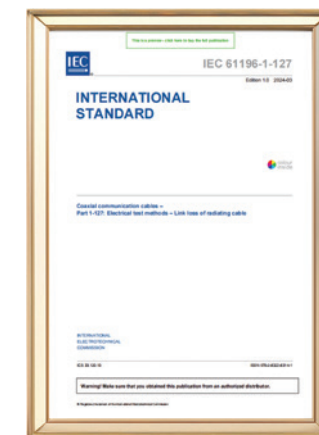 This is a preview - click here to buy the full publication
IEC
IEC 61196-1-127
Edition 1.0 2024-03
INTERNATIONAL
STANDARD
colour
inside
Coaxial communication cables –
Part 1-127: Electrical test methods – Link loss of radiating cable
INTERNATIONAL
ELECTROTECHNICAL
COMMISSION
Warning! Make sure that you obtained this publication from an authorized distributor.